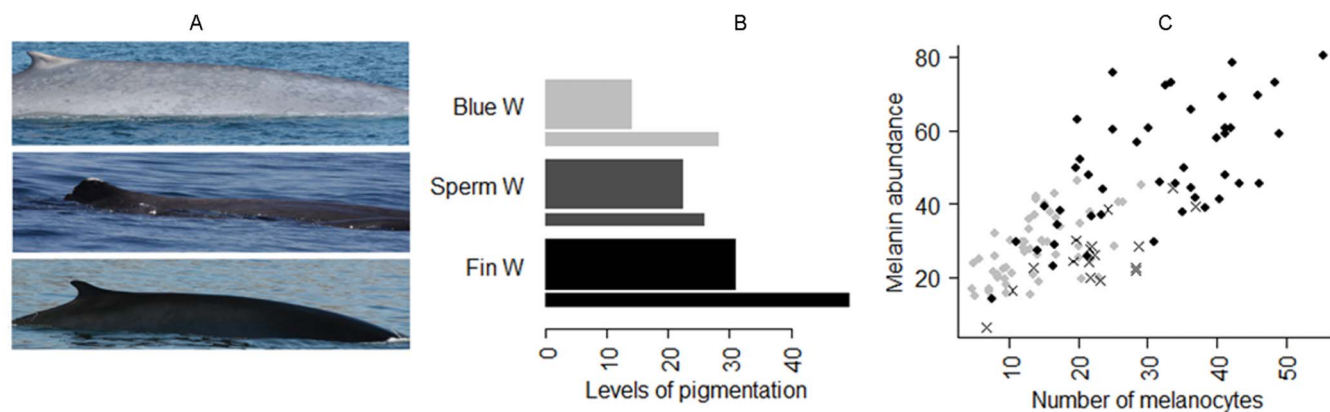 A
B
C
Blue W
Sperm W
Fin W
0
10
20
30
40
Levels of pigmentation
Melanin abundance
80
60
40
20
10
20
30
40
50
Number of melanocytes